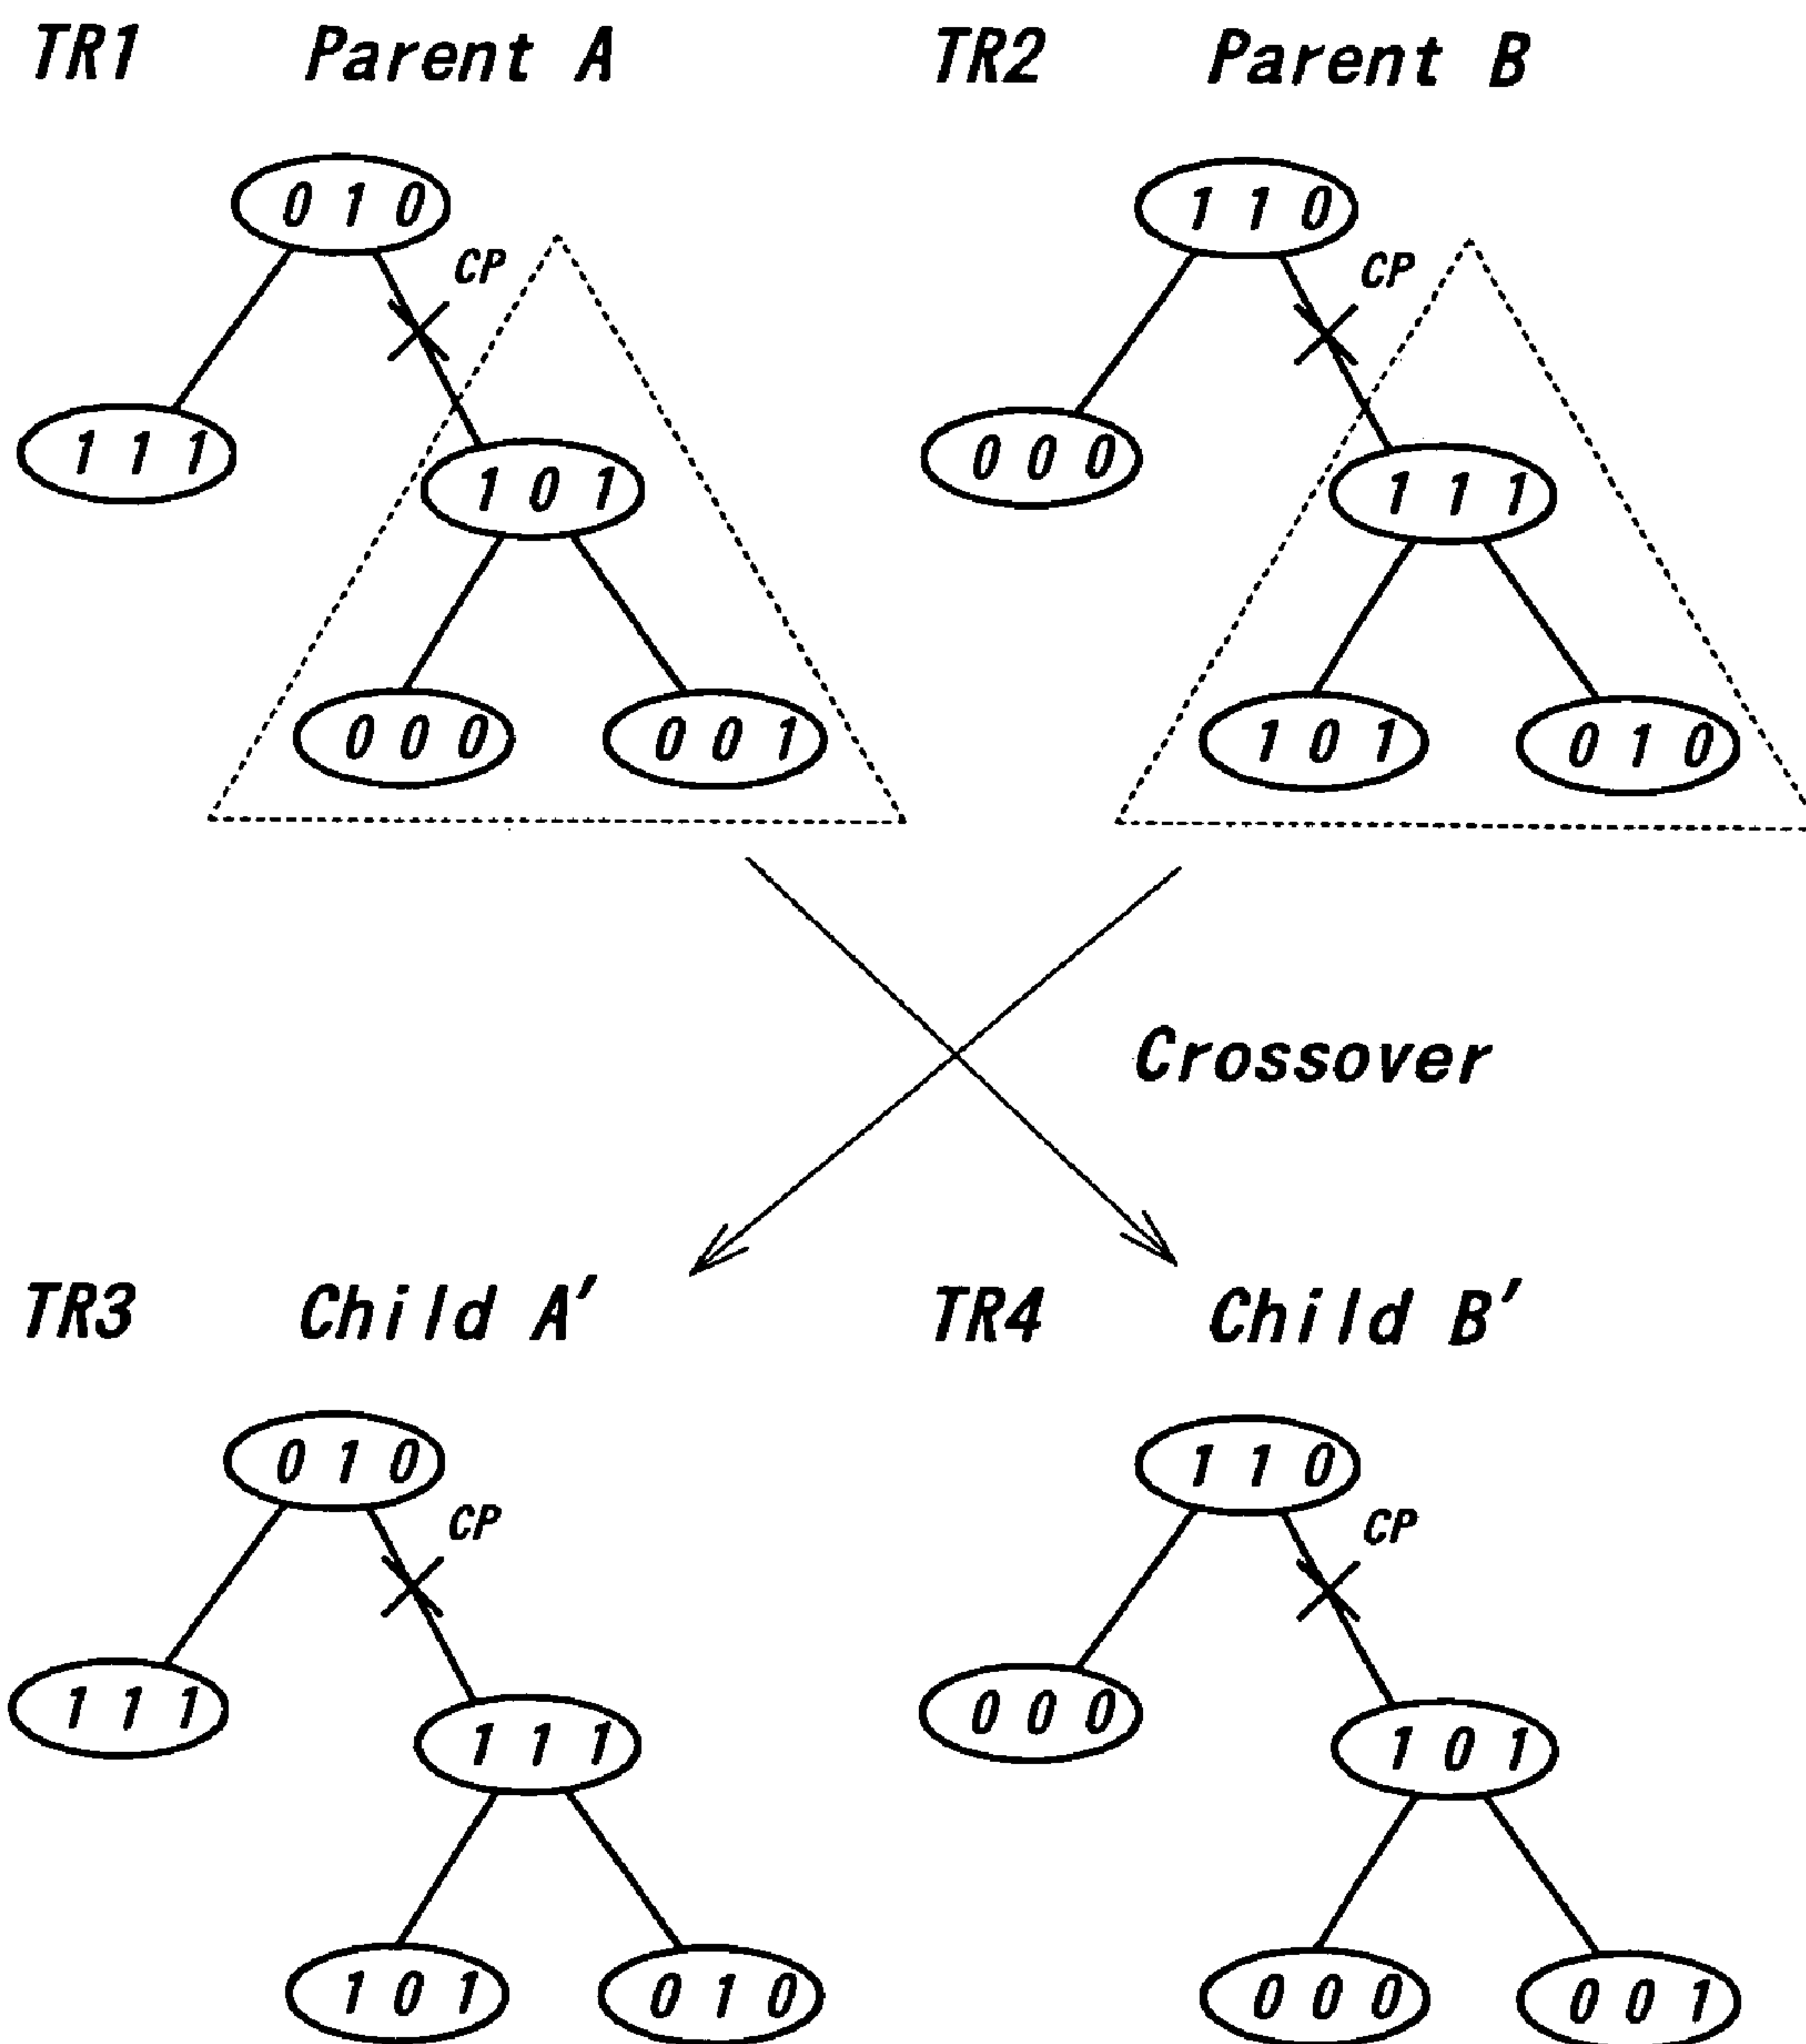 TR1 Parent A TR2 Parent B
0 1 0 1 1 0
CP CP
1 1 1 0 0 0
1 0 1 1 1 1
0 0 0 0 0 1 1 0 1 0 1 0
Crossover
TR3 Child A' TR4 Child B'
0 1 0 1 1 0
CP CP
1 1 1 0 0 0
1 1 1 1 0 1
1 0 1 0 1 0 0 0 0 0 0 1